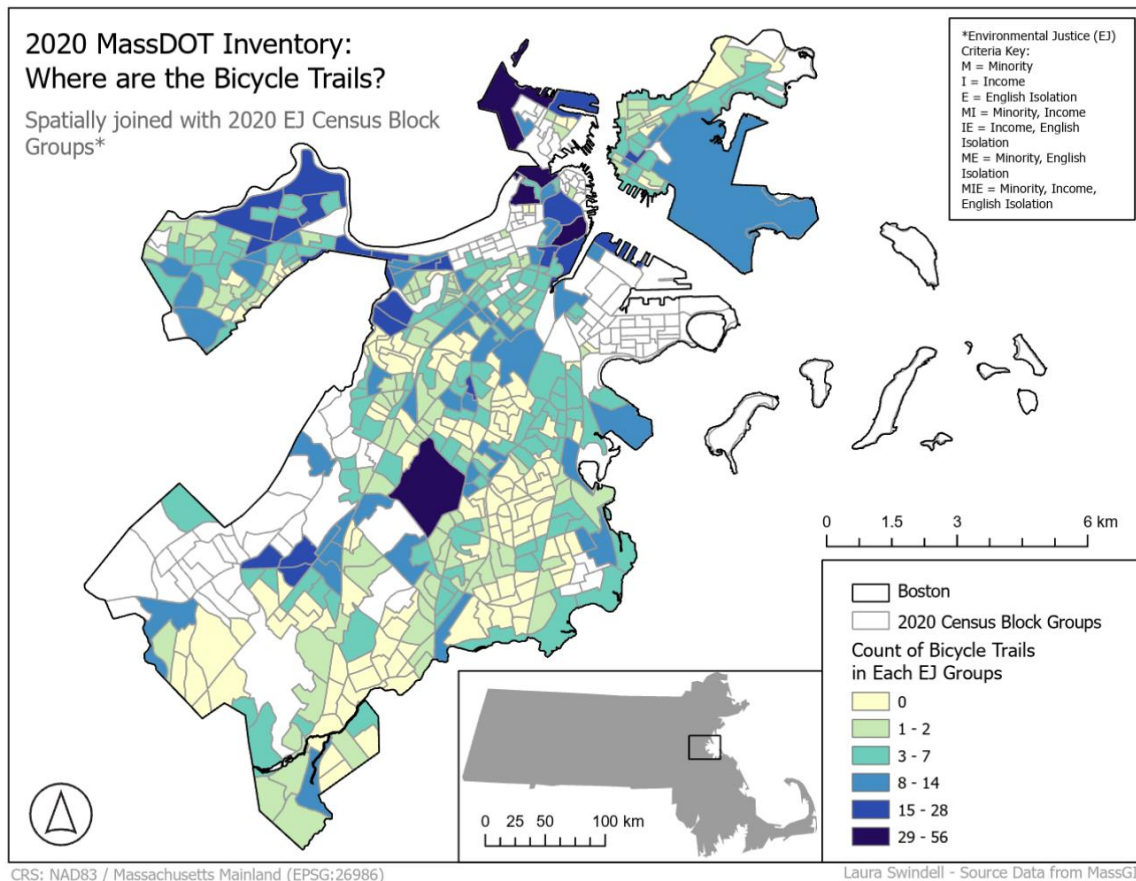 2020 MassDOT Inventory:
Where are the Bicycle Trails?
Spatially joined with 2020 EJ Census Block
Groups*
*Environmental Justice (EJ)
Criteria Key:
M = Minority
I = Income
E = English Isolation
MI = Minority, Income
IE = Income, English
Isolation
ME = Minority, English
Isolation
MIE = Minority, Income,
English Isolation
0 1.5 3 6 km
Boston
2020 Census Block Groups
Count of Bicycle Trails
in Each EJ Groups
0
1 - 2
3 - 7
8 - 14
15 - 28
29 - 56
0 25 50 100 km
CRS: NAD83 / Massachusetts Mainland (EPSG:26986)
Laura Swindell - Source Data from MassGI